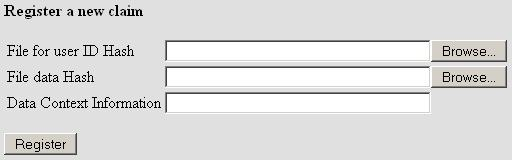 Register a new claim
File for user ID Hash Browse...
File data Hash Browse...
Data Context Information
Register